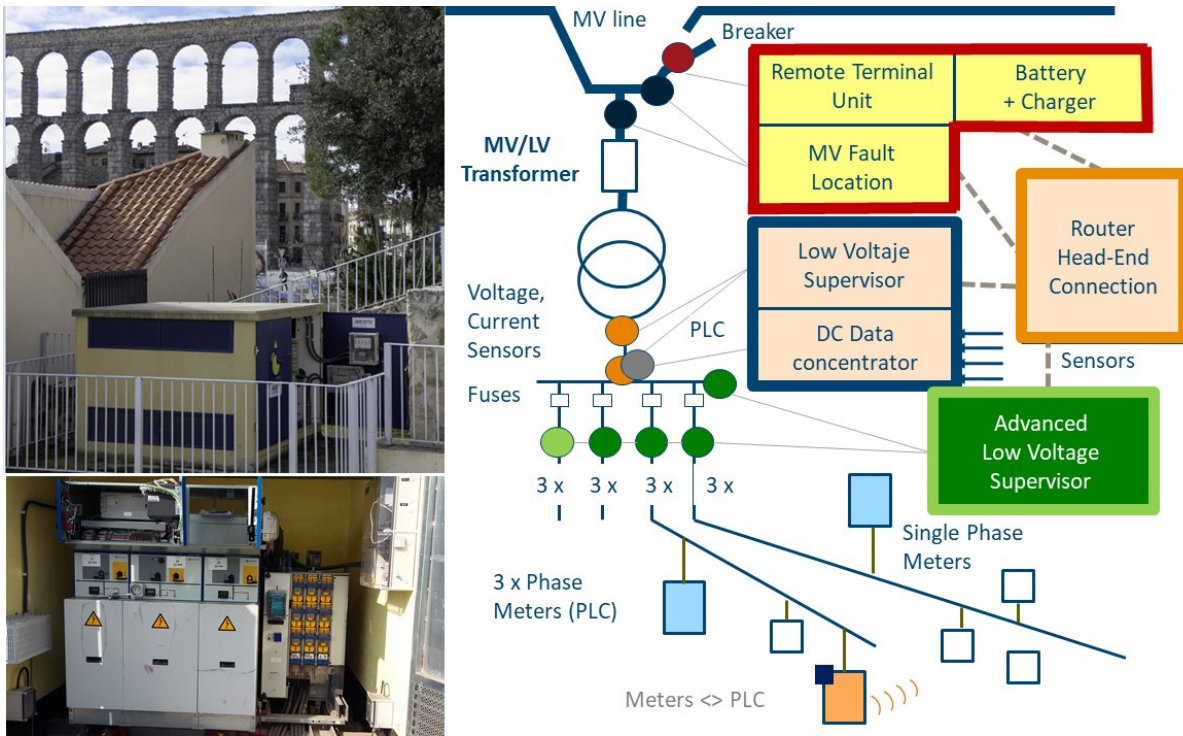 MV line
Breaker
Remote Terminal
Unit
Battery
+ Charger
MV Fault
Location
MV/LV
Transformer
Low Voltaje
Supervisor
Router
Head-End
Connection
Voltage,
Current
Sensors
PLC
DC Data
concentrator
Sensors
Fuses
Advanced
Low Voltage
Supervisor
3 x 3 x 3 x 3 x
Single Phase
Meters
3 x Phase
Meters (PLC)
Meters <> PLC